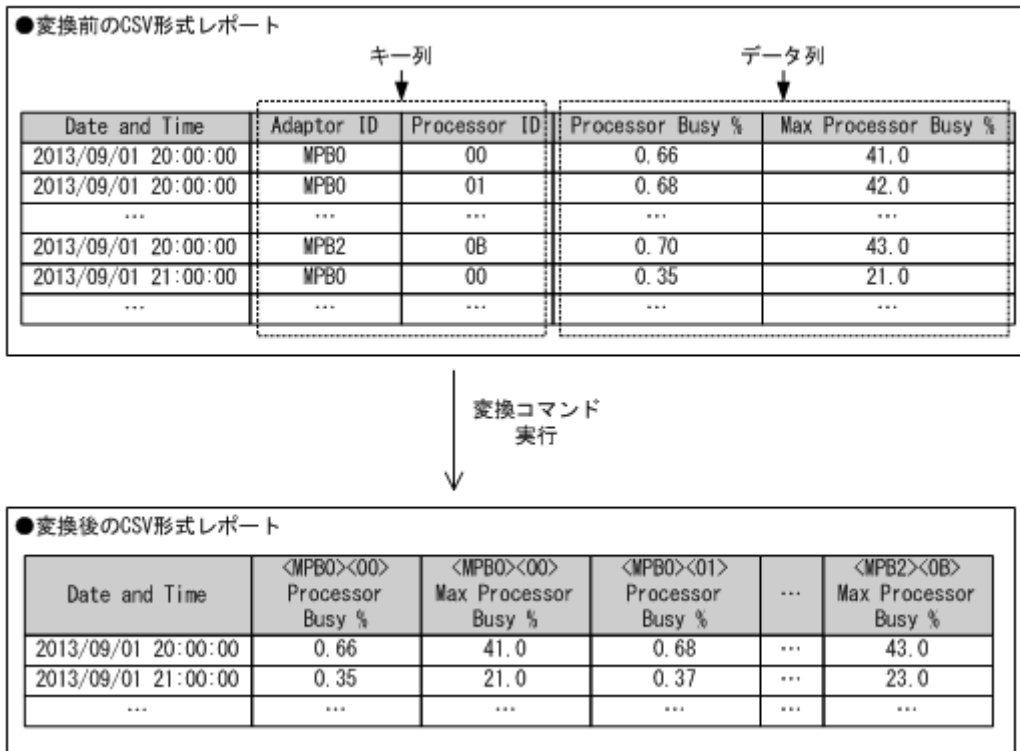 ●変換前のCSV形式レポート
キー列 データ列
Date and Time Adaptor ID Processor ID Processor Busy % Max Processor Busy %
2013/09/01 20:00:00 MPB0 00 0.66 41.0
2013/09/01 20:00:00 MPB0 01 0.68 42.0
… … … … …
2013/09/01 20:00:00 MPB2 0B 0.70 43.0
2013/09/01 21:00:00 MPB0 00 0.35 21.0
… … … … …
変換コマンド
実行
●変換後のCSV形式レポート
<MPB0><00> <MPB0><00> <MPB0><01> <MPB2><0B>
Date and Time Processor Max Processor Processor … Max Processor
Busy % Busy % Busy % Busy %
2013/09/01 20:00:00 0.66 41.0 0.68 … 43.0
2013/09/01 21:00:00 0.35 21.0 0.37 … 23.0
… … … … … …